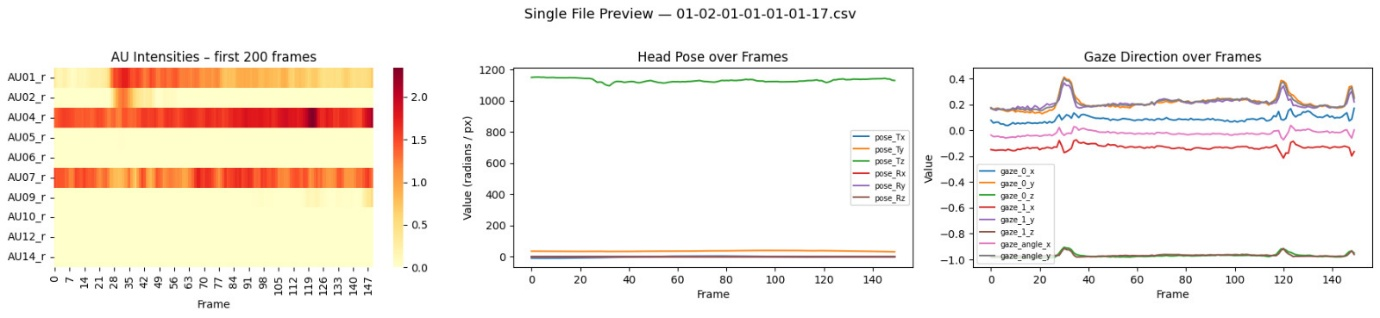 Single File Preview — 01-02-01-01-01-01-17.csv
AU Intensities – first 200 frames
AU01_r
AU02_r
AU04_r
AU05_r
AU06_r
AU07_r
AU09_r
AU10_r
AU12_r
AU14_r
0 7 14 21 28 35 42 49 56 63 70 77 84 91 98 105 112 119 126 133 140 147
Frame
2.0
1.5
1.0
0.5
0.0
Head Pose over Frames
Value (radians / px)
1200
1000
800
600
400
200
0
pose_Tx
pose_Ty
pose_Tz
pose_Rx
pose_Ry
pose_Rz
0 20 40 60 80 100 120 140
Frame
Gaze Direction over Frames
Value
0.4
0.2
0.0
−0.2
−0.4
−0.6
−0.8
−1.0
gaze_0_x
gaze_0_y
gaze_0_z
gaze_1_x
gaze_1_y
gaze_1_z
gaze_angle_x
gaze_angle_y
0 20 40 60 80 100 120 140
Frame